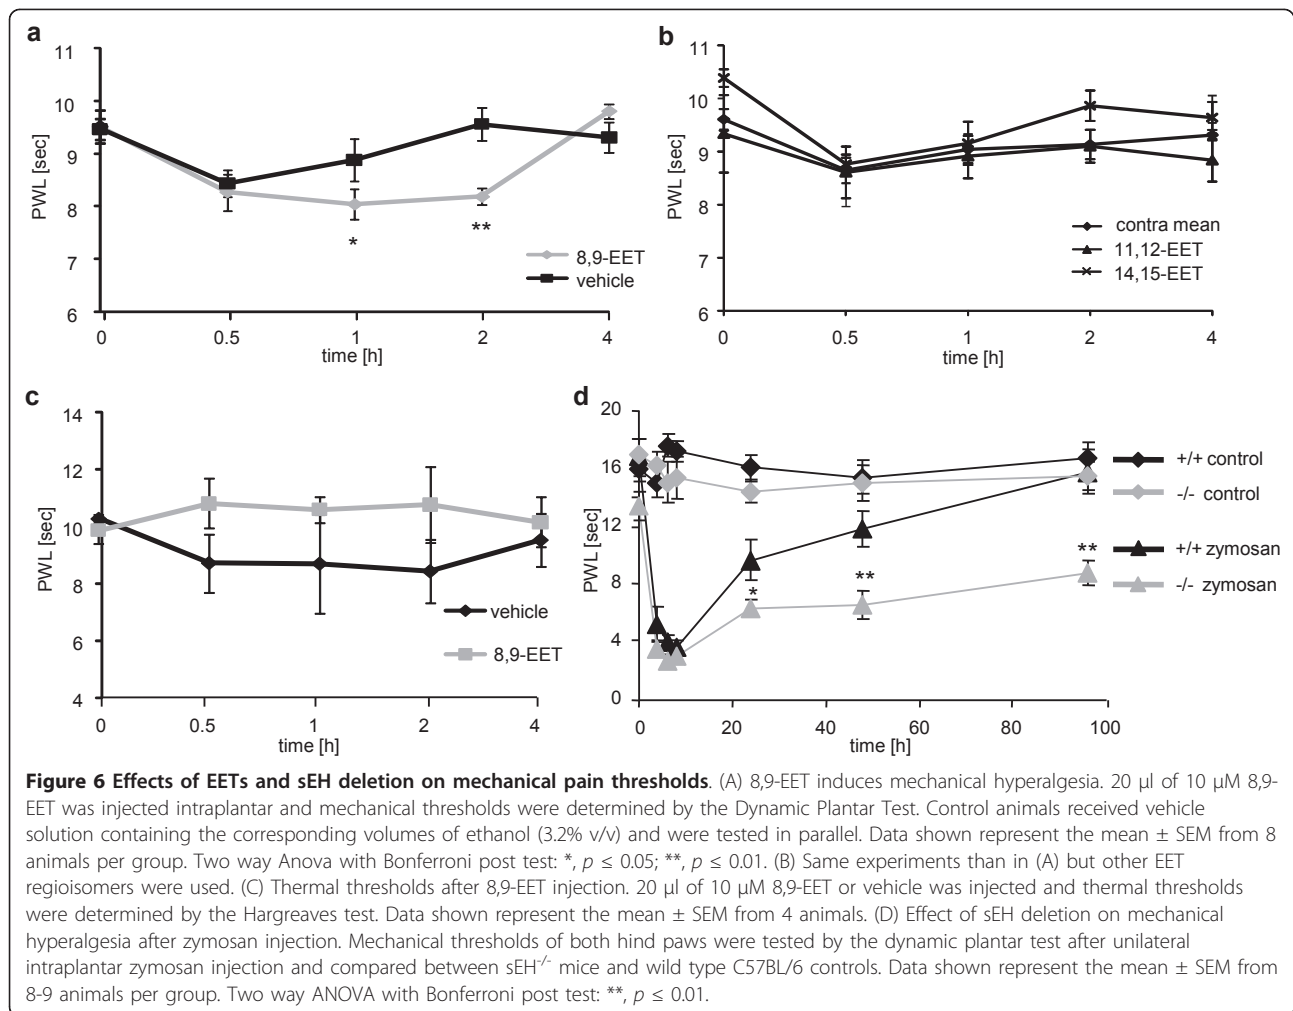 a
11
10
9
8
7
6
PWL [sec]
* **
8,9-EET
vehicle
0 0.5 1 2 4
time [h]
b
11
10
9
8
7
6
PWL [sec]
contra mean
11,12-EET
14,15-EET
0 0.5 1 2 4
time [h]
c
14
12
10
8
6
4
PWL [sec]
vehicle
8,9-EET
0 0.5 1 2 4
time [h]
d
20
16
12
8
4
0
PWL [sec]
* ** **
+/+ control
-/- control
+/+ zymosan
-/- zymosan
0 20 40 60 80 100
time [h]
Figure 6 Effects of EETs and sEH deletion on mechanical pain thresholds. (A) 8,9-EET induces mechanical hyperalgesia. 20 μl of 10 μM 8,9-
EET was injected intraplantar and mechanical thresholds were determined by the Dynamic Plantar Test. Control animals received vehicle
solution containing the corresponding volumes of ethanol (3.2% v/v) and were tested in parallel. Data shown represent the mean ± SEM from 8
animals per group. Two way Anova with Bonferroni post test: *, p ≤ 0.05; **, p ≤ 0.01. (B) Same experiments than in (A) but other EET
regioisomers were used. (C) Thermal thresholds after 8,9-EET injection. 20 μl of 10 μM 8,9-EET or vehicle was injected and thermal thresholds
were determined by the Hargreaves test. Data shown represent the mean ± SEM from 4 animals. (D) Effect of sEH deletion on mechanical
hyperalgesia after zymosan injection. Mechanical thresholds of both hind paws were tested by the dynamic plantar test after unilateral
intraplantar zymosan injection and compared between sEH-/- mice and wild type C57BL/6 controls. Data shown represent the mean ± SEM from
8-9 animals per group. Two way ANOVA with Bonferroni post test: **, p ≤ 0.01.